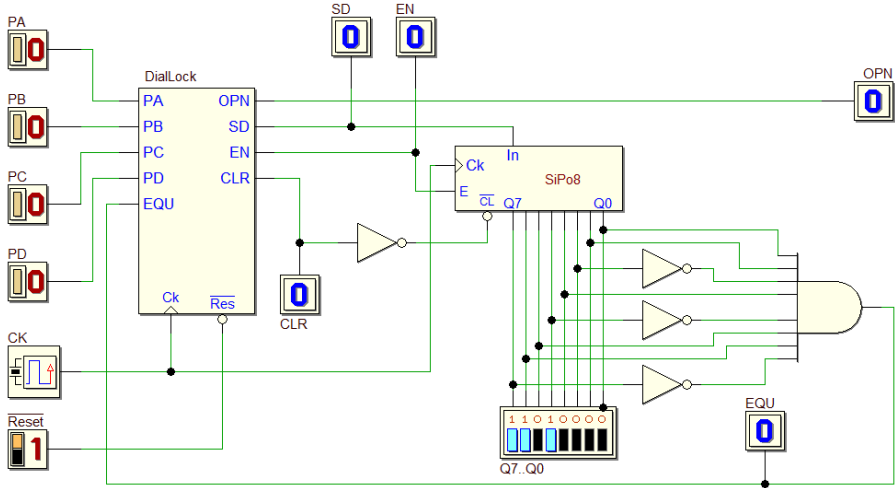 PA
0
SD
0
EN
0
DialLock
OPN
0
PA
OPN
PB
0
PB
SD
PC
EN
PD
CLR
EQU
In
Ck
SiPo8
E
CL
Q7
Q0
PC
0
PD
0
Ck
Res
0
CLR
CK
Reset
1
1 1 0 1 0 0 0 0
Q7..Q0
EQU
0